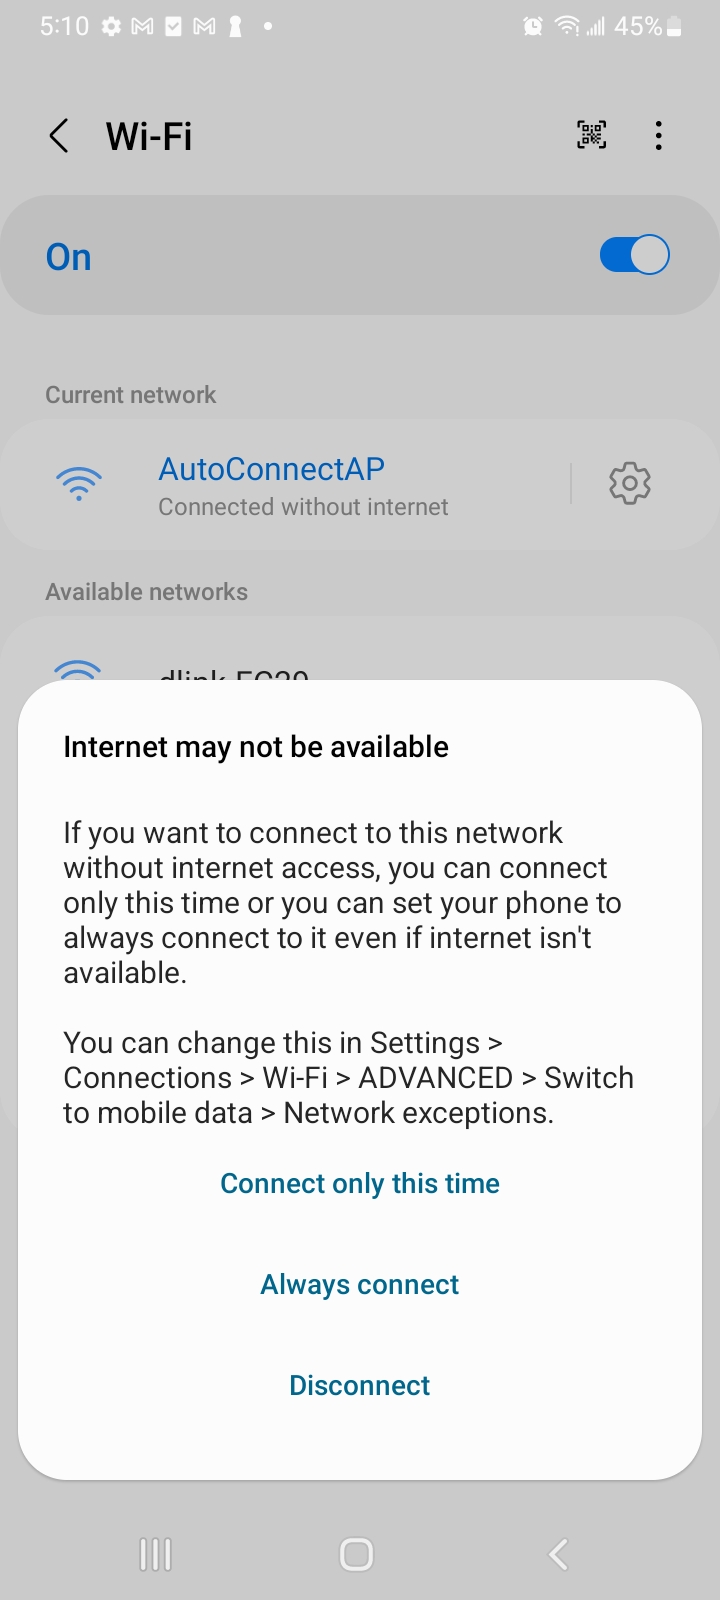 5:10
45%
Wi-Fi
On
Current network
AutoConnectAP
Connected without internet
Available networks
dlink
Internet may not be available
If you want to connect to this network
without internet access, you can connect
only this time or you can set your phone to
always connect to it even if internet isn't
available.
You can change this in Settings >
Connections > Wi-Fi > ADVANCED > Switch
to mobile data > Network exceptions.
Connect only this time
Always connect
Disconnect